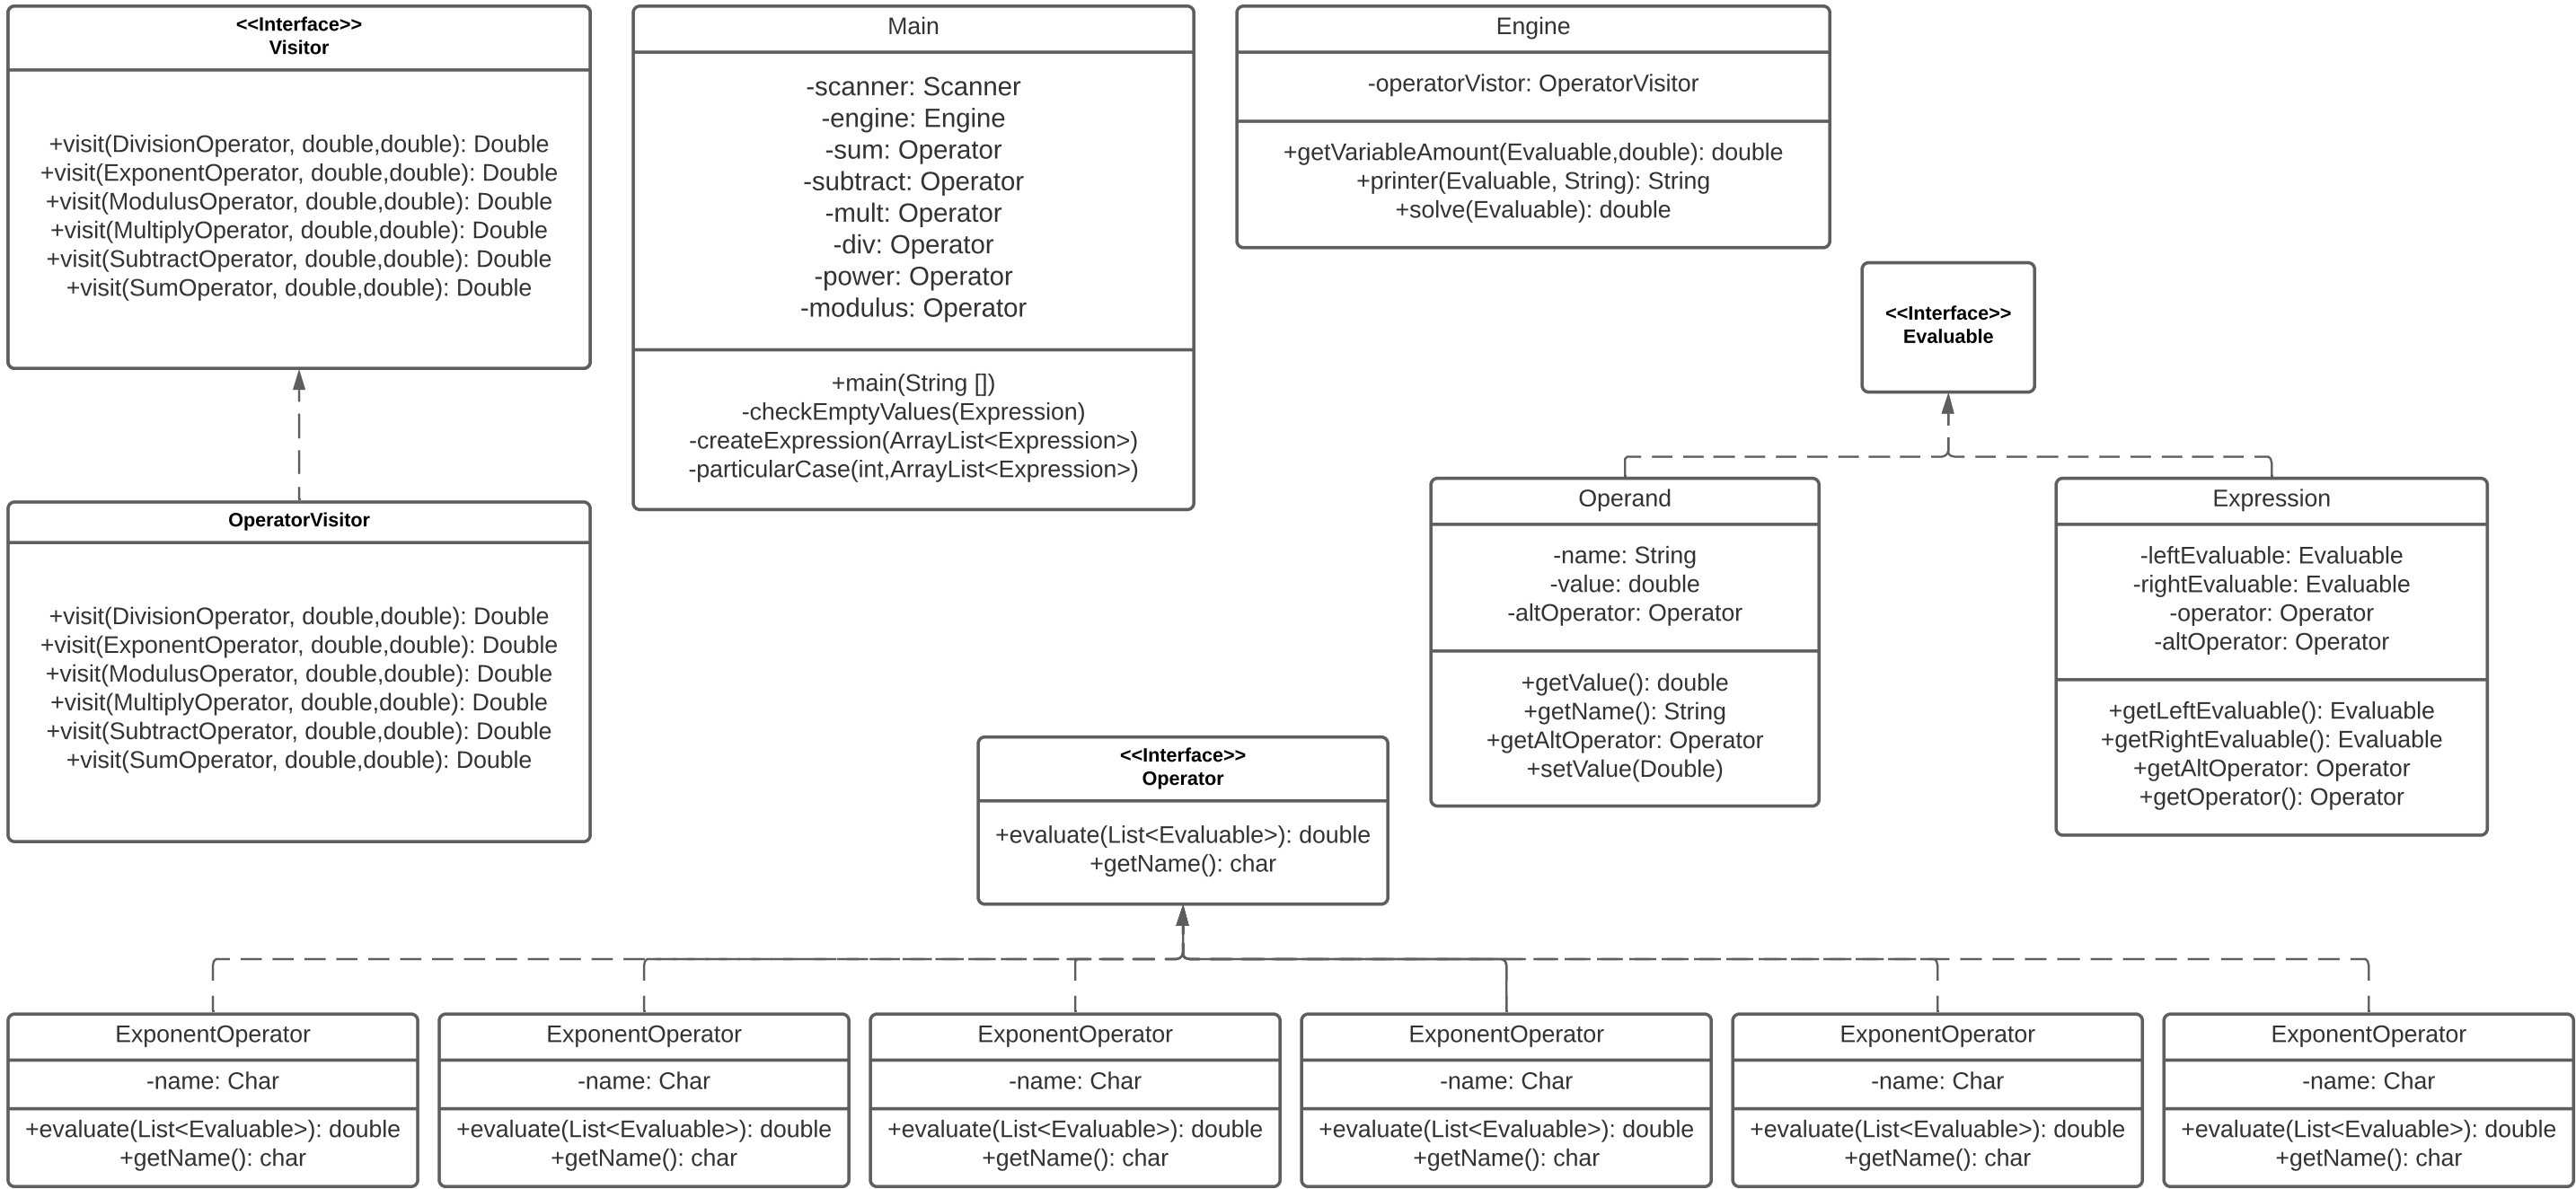 <<Interface>>
Visitor
+visit(DivisionOperator, double,double): Double
+visit(ExponentOperator, double,double): Double
+visit(ModulusOperator, double,double): Double
+visit(MultiplyOperator, double,double): Double
+visit(SubtractOperator, double,double): Double
+visit(SumOperator, double,double): Double
Main
-scanner: Scanner
-engine: Engine
-sum: Operator
-subtract: Operator
-mult: Operator
-div: Operator
-power: Operator
-modulus: Operator
+main(String [])
-checkEmptyValues(Expression)
-createExpression(ArrayList<Expression>)
-particularCase(int,ArrayList<Expression>)
Engine
-operatorVistor: OperatorVisitor
+getVariableAmount(Evaluable,double): double
+printer(Evaluable, String): String
+solve(Evaluable): double
<<Interface>>
Evaluable
OperatorVisitor
+visit(DivisionOperator, double,double): Double
+visit(ExponentOperator, double,double): Double
+visit(ModulusOperator, double,double): Double
+visit(MultiplyOperator, double,double): Double
+visit(SubtractOperator, double,double): Double
+visit(SumOperator, double,double): Double
Operand
-name: String
-value: double
-altOperator: Operator
+getValue(): double
+getName(): String
+getAltOperator: Operator
+setValue(Double)
Expression
-leftEvaluable: Evaluable
-rightEvaluable: Evaluable
-operator: Operator
-altOperator: Operator
+getLeftEvaluable(): Evaluable
+getRightEvaluable(): Evaluable
+getAltOperator: Operator
+getOperator(): Operator
<<Interface>>
Operator
+evaluate(List<Evaluable>): double
+getName(): char
ExponentOperator
-name: Char
+evaluate(List<Evaluable>): double
+getName(): char
ExponentOperator
-name: Char
+evaluate(List<Evaluable>): double
+getName(): char
ExponentOperator
-name: Char
+evaluate(List<Evaluable>): double
+getName(): char
ExponentOperator
-name: Char
+evaluate(List<Evaluable>): double
+getName(): char
ExponentOperator
-name: Char
+evaluate(List<Evaluable>): double
+getName(): char
ExponentOperator
-name: Char
+evaluate(List<Evaluable>): double
+getName(): char